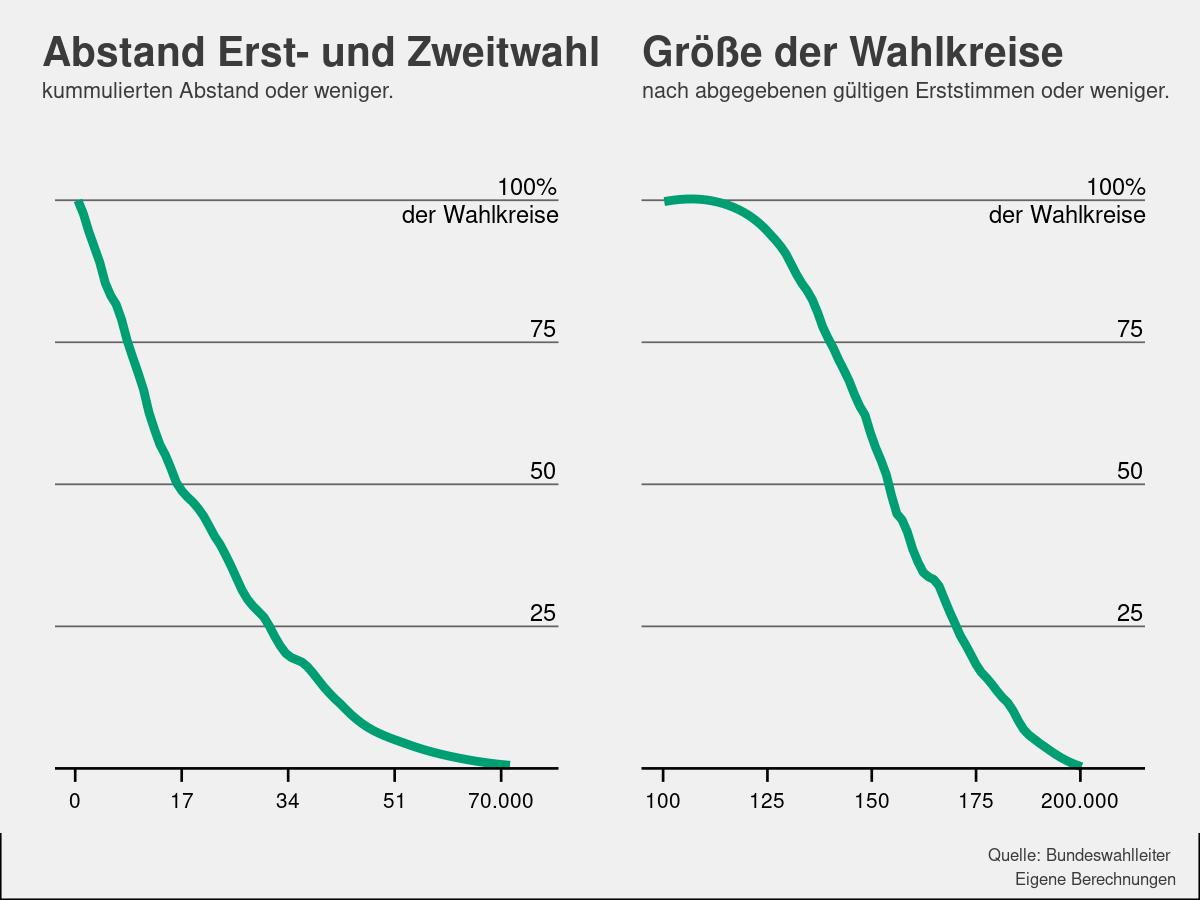 Abstand Erst- und Zweitwahl
kummulierten Abstand oder weniger.
100%
der Wahlkreise
75
50
25
0 17 34 51 70.000
Größe der Wahlkreise
nach abgegebenen gültigen Erststimmen oder weniger.
100%
der Wahlkreise
75
50
25
100 125 150 175 200.000
Quelle: Bundeswahlleiter
Eigene Berechnungen